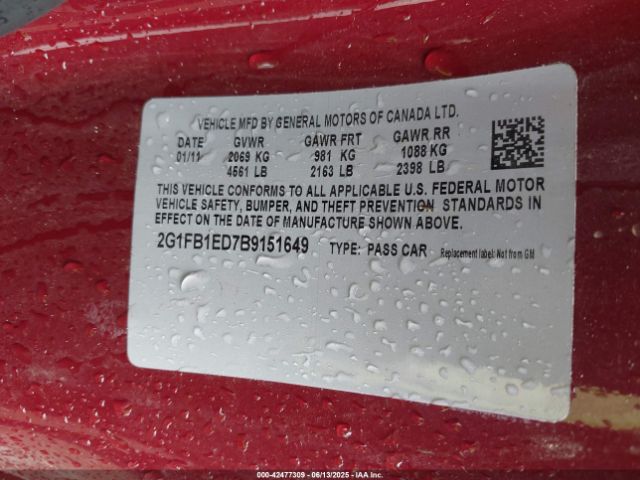 VEHICLE MFD BY GENERAL MOTORS OF CANADA LTD.
DATE GVWR GAWR FRT GAWR RR
01/11 2069 KG 981 KG 1088 KG
4561 LB 2163 LB 2398 LB
THIS VEHICLE CONFORMS TO ALL APPLICABLE U.S. FEDERAL MOTOR
VEHICLE SAFETY, BUMPER, AND THEFT PREVENTION STANDARDS IN
EFFECT ON THE DATE OF MANUFACTURE SHOWN ABOVE.
2G1FB1ED7B9151649 TYPE: PASS CAR Replacement label: Not from GM
000-42477309 - 06/13/2025 - IAAI.com